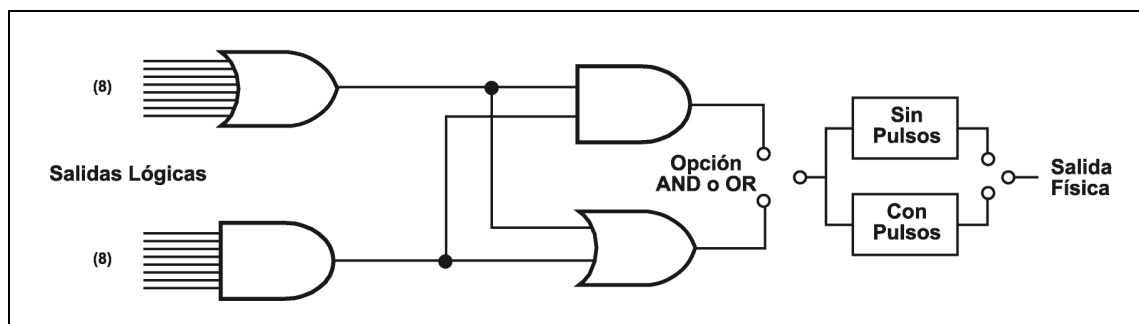 (8)
Salidas Lógicas
(8)
Opción
AND o OR
Sin
Pulsos
Con
Pulsos
Salida
Física